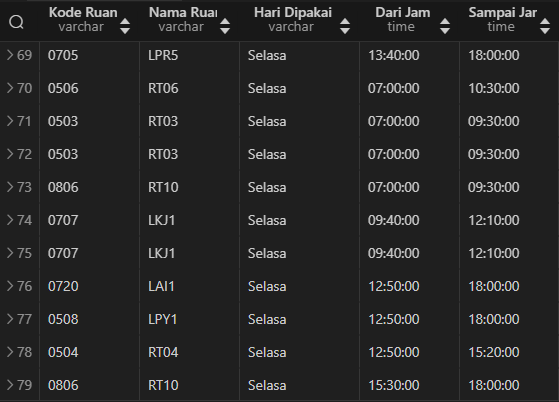 Kode Ruan Nama Ruar Hari Dipakai Dari Jam Sampai Jar
varchar varchar varchar time time
69 0705 LPR5 Selasa 13:40:00 18:00:00
70 0506 RT06 Selasa 07:00:00 10:30:00
71 0503 RT03 Selasa 07:00:00 09:30:00
72 0503 RT03 Selasa 07:00:00 09:30:00
73 0806 RT10 Selasa 07:00:00 09:30:00
74 0707 LKJ1 Selasa 09:40:00 12:10:00
75 0707 LKJ1 Selasa 09:40:00 12:10:00
76 0720 LAI1 Selasa 12:50:00 18:00:00
77 0508 LPY1 Selasa 12:50:00 18:00:00
78 0504 RT04 Selasa 12:50:00 15:20:00
79 0806 RT10 Selasa 15:30:00 18:00:00